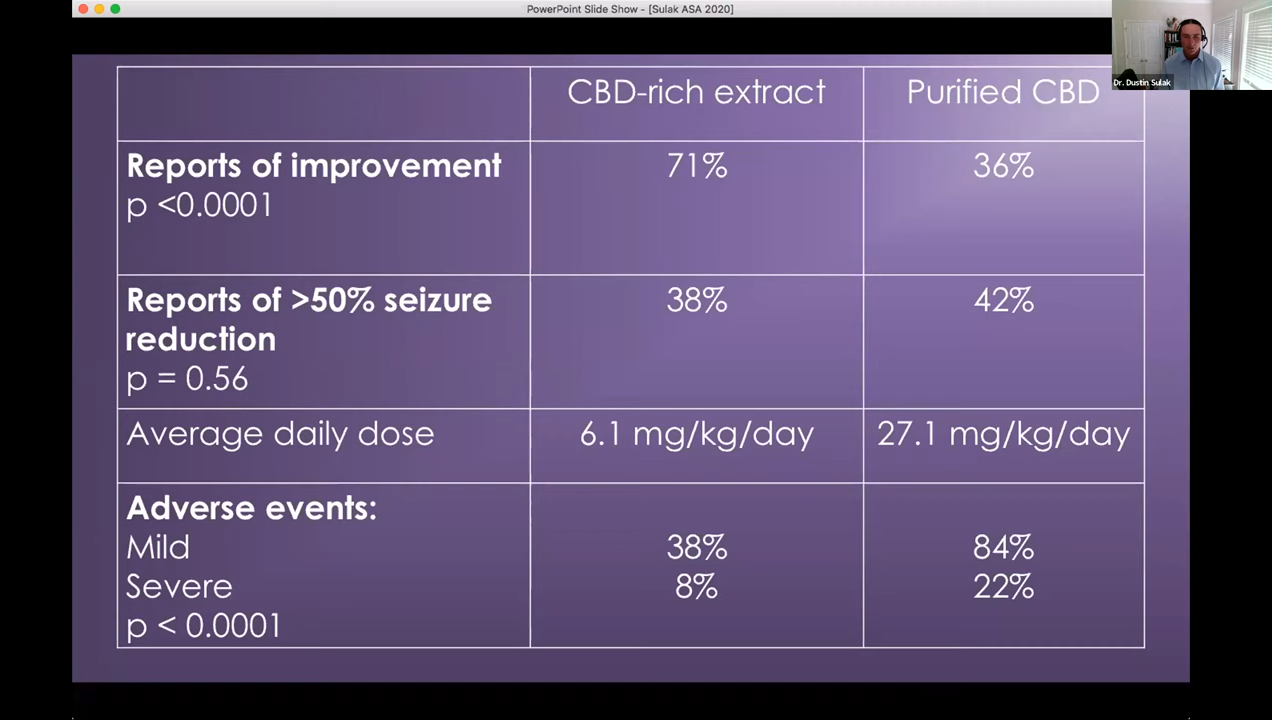 PowerPoint Slide Show - [Sulak ASA 2020]
Dr. Dustin Sulak
CBD-rich extract Purified CBD
Reports of improvement 71% 36%
p <0.0001
Reports of >50% seizure 38% 42%
reduction
p = 0.56
Average daily dose 6.1 mg/kg/day 27.1 mg/kg/day
Adverse events:
Mild 38% 84%
Severe 8% 22%
p < 0.0001